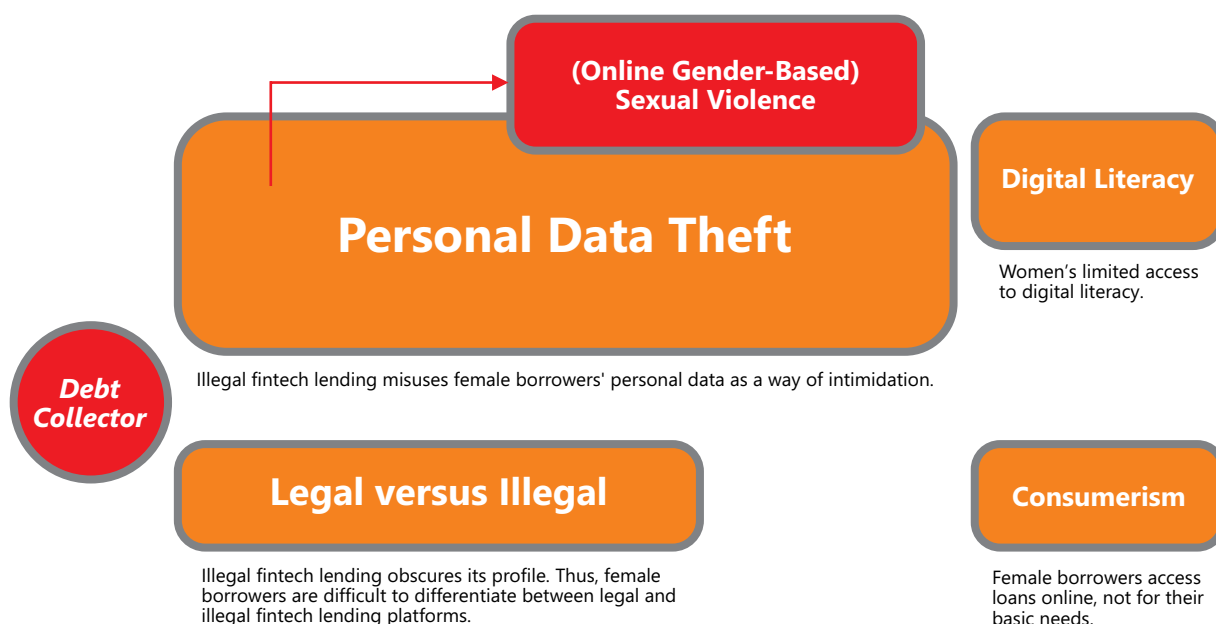 (Online Gender-Based)
Sexual Violence
Personal Data Theft
Digital Literacy
Women’s limited access
to digital literacy.
Illegal fintech lending misuses female borrowers' personal data as a way of intimidation.
Debt
Collector
Legal versus Illegal
Illegal fintech lending obscures its profile. Thus, female
borrowers are difficult to differentiate between legal and
illegal fintech lending platforms.
Consumerism
Female borrowers access
loans online, not for their
basic needs.